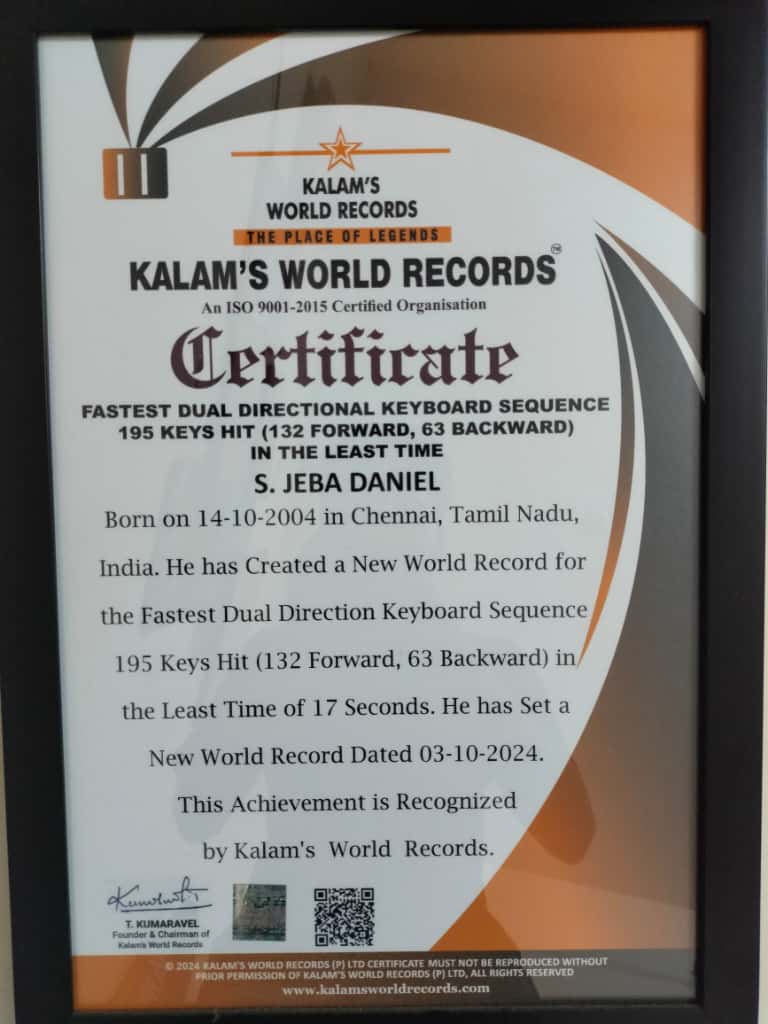 KALAM'S
WORLD RECORDS
THE PLACE OF LEGENDS
KALAM'S WORLD RECORDS™
An ISO 9001-2015 Certified Organisation
Certificate
FASTEST DUAL DIRECTIONAL KEYBOARD SEQUENCE
195 KEYS HIT (132 FORWARD, 63 BACKWARD)
IN THE LEAST TIME
S. JEBA DANIEL
Born on 14-10-2004 in Chennai, Tamil Nadu,
India. He has Created a New World Record for
the Fastest Dual Direction Keyboard Sequence
195 Keys Hit (132 Forward, 63 Backward) in
the Least Time of 17 Seconds. He has Set a
New World Record Dated 03-10-2024.
This Achievement is Recognized
by Kalam's World Records.
T. KUMARAVEL
Founder & Chairman of
Kalam's World Records
© 2024 KALAM'S WORLD RECORDS (P) LTD CERTIFICATE MUST NOT BE REPRODUCED WITHOUT
PRIOR PERMISSION OF KALAM'S WORLD RECORDS (P) LTD, ALL RIGHTS RESERVED
www.kalamsworldrecords.com